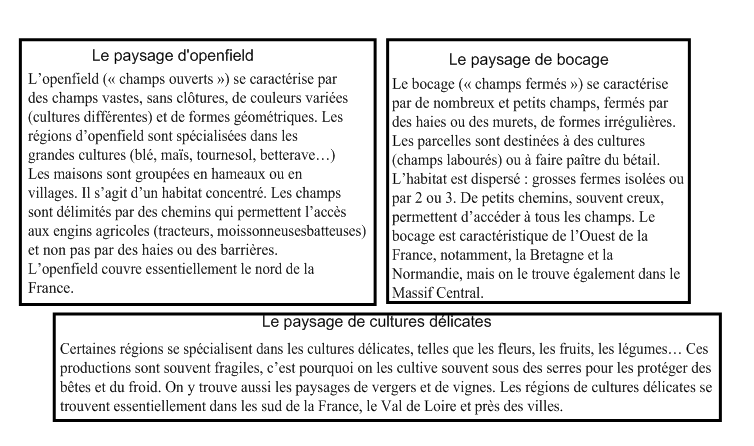 Le paysage d'openfield
L’openfield (« champs ouverts ») se caractérise par
des champs vastes, sans clôtures, de couleurs variées
(cultures différentes) et de formes géométriques. Les
régions d’openfield sont spécialisées dans les
grandes cultures (blé, maïs, tournesol, betterave…)
Les maisons sont groupées en hameaux ou en
villages. Il s’agit d’un habitat concentré. Les champs
sont délimités par des chemins qui permettent l’accès
aux engins agricoles (tracteurs, moissonneusesbatteuses)
et non pas par des haies ou des barrières.
L’openfield couvre essentiellement le nord de la
France.
Le paysage de bocage
Le bocage (« champs fermés ») se caractérise
par de nombreux et petits champs, fermés par
des haies ou des murets, de formes irrégulières.
Les parcelles sont destinées à des cultures
(champs labourés) ou à faire paître du bétail.
L’habitat est dispersé : grosses fermes isolées ou
par 2 ou 3. De petits chemins, souvent creux,
permettent d’accéder à tous les champs. Le
bocage est caractéristique de l’Ouest de la
France, notamment, la Bretagne et la
Normandie, mais on le trouve également dans le
Massif Central.
Le paysage de cultures délicates
Certaines régions se spécialisent dans les cultures délicates, telles que les fleurs, les fruits, les légumes… Ces
productions sont souvent fragiles, c’est pourquoi on les cultive souvent sous des serres pour les protéger des
bêtes et du froid. On y trouve aussi les paysages de vergers et de vignes. Les régions de cultures délicates se
trouvent essentiellement dans les sud de la France, le Val de Loire et près des villes.